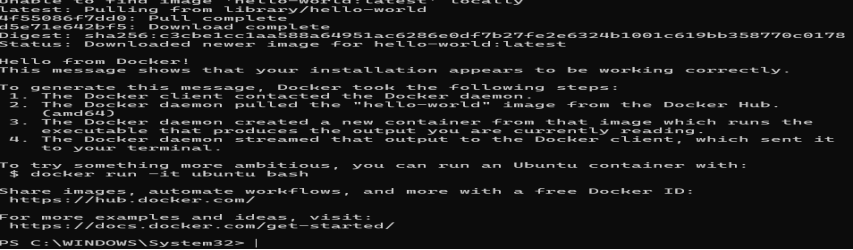 Unable to find image 'hello-world:latest' locally
latest: Pulling from library/hello-world
4f55086f7dd0: Pull complete
d5e71e642bf5: Download complete
Digest: sha256:c3cbe1cc1aa588a64951ac6286e0df7b27fe2e6324b1001c619bb358770c0178
Status: Downloaded newer image for hello-world:latest
Hello from Docker!
This message shows that your installation appears to be working correctly.
To generate this message, Docker took the following steps:
1. The Docker client contacted the Docker daemon.
2. The Docker daemon pulled the "hello-world" image from the Docker Hub.
(amd64)
3. The Docker daemon created a new container from that image which runs the
executable that produces the output you are currently reading.
4. The Docker daemon streamed that output to the Docker client, which sent it
to your terminal.
To try something more ambitious, you can run an Ubuntu container with:
$ docker run -it ubuntu bash
Share images, automate workflows, and more with a free Docker ID:
https://hub.docker.com/
For more examples and ideas, visit:
https://docs.docker.com/get-started/
PS C:\WINDOWS\System32>